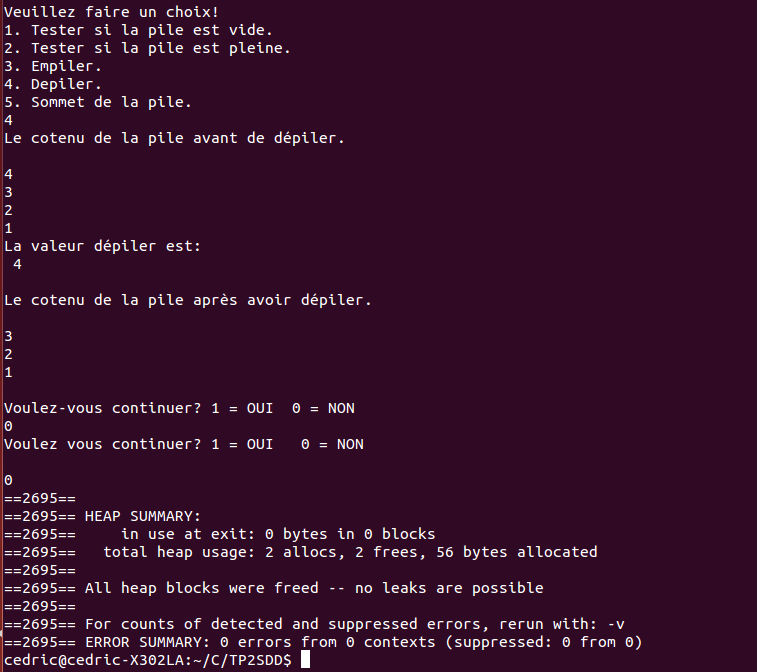 Veuillez faire un choix!
1. Tester si la pile est vide.
2. Tester si la pile est pleine.
3. Empiler.
4. Depiler.
5. Sommet de la pile.
4
Le cotenu de la pile avant de dépiler.
4
3
2
1
La valeur dépiler est:
4
Le cotenu de la pile après avoir dépiler.
3
2
1
Voulez-vous continuer? 1 = OUI  0 = NON
0
Voulez vous continuer? 1 = OUI   0 = NON
0
==2695==
==2695== HEAP SUMMARY:
==2695==     in use at exit: 0 bytes in 0 blocks
==2695==   total heap usage: 2 allocs, 2 frees, 56 bytes allocated
==2695==
==2695== All heap blocks were freed -- no leaks are possible
==2695==
==2695== For counts of detected and suppressed errors, rerun with: -v
==2695== ERROR SUMMARY: 0 errors from 0 contexts (suppressed: 0 from 0)
cedric@cedric-X302LA:~/C/TP2SDD$